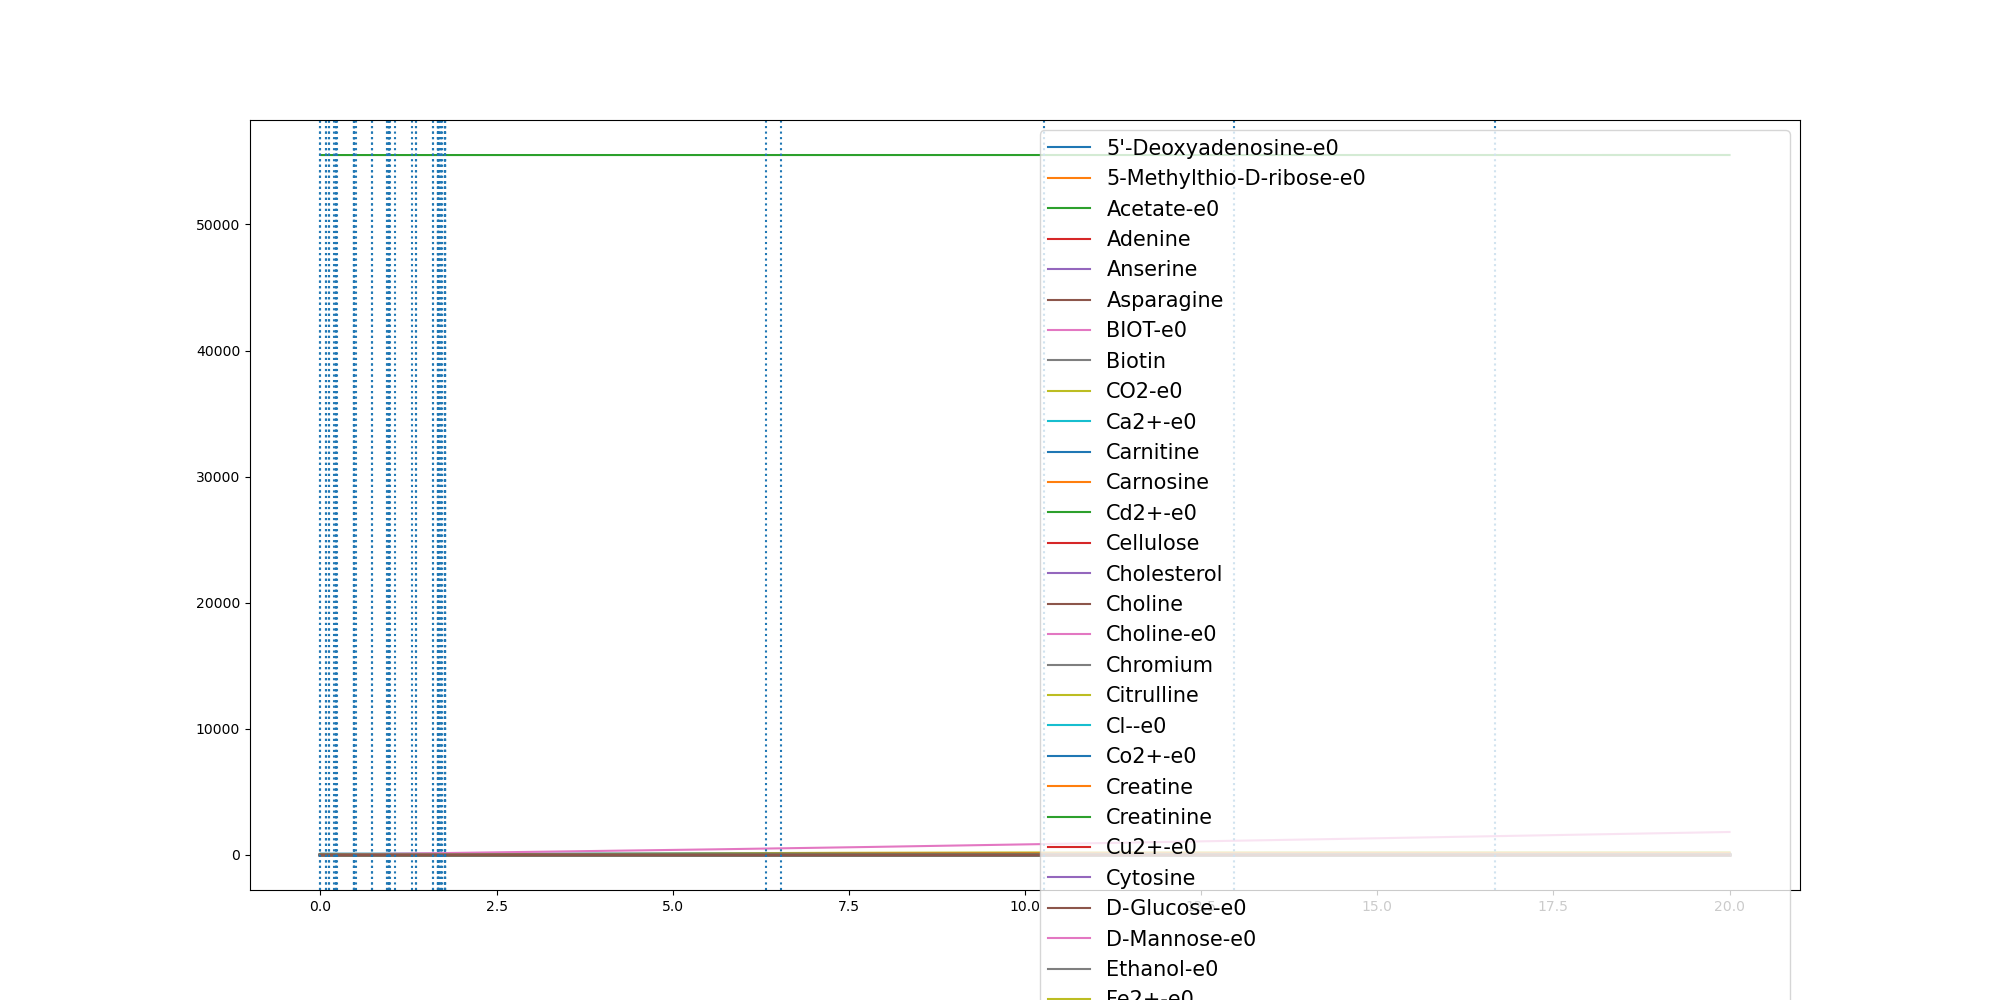 50000
40000
30000
20000
10000
0
0.0
2.5
5.0
7.5
10.0
15.0
17.5
20.0
5'-Deoxyadenosine-e0
5-Methylthio-D-ribose-e0
Acetate-e0
Adenine
Anserine
Asparagine
BIOT-e0
Biotin
CO2-e0
Ca2+-e0
Carnitine
Carnosine
Cd2+-e0
Cellulose
Cholesterol
Choline
Choline-e0
Chromium
Citrulline
Cl--e0
Co2+-e0
Creatine
Creatinine
Cu2+-e0
Cytosine
D-Glucose-e0
D-Mannose-e0
Ethanol-e0
Fe2+-e0